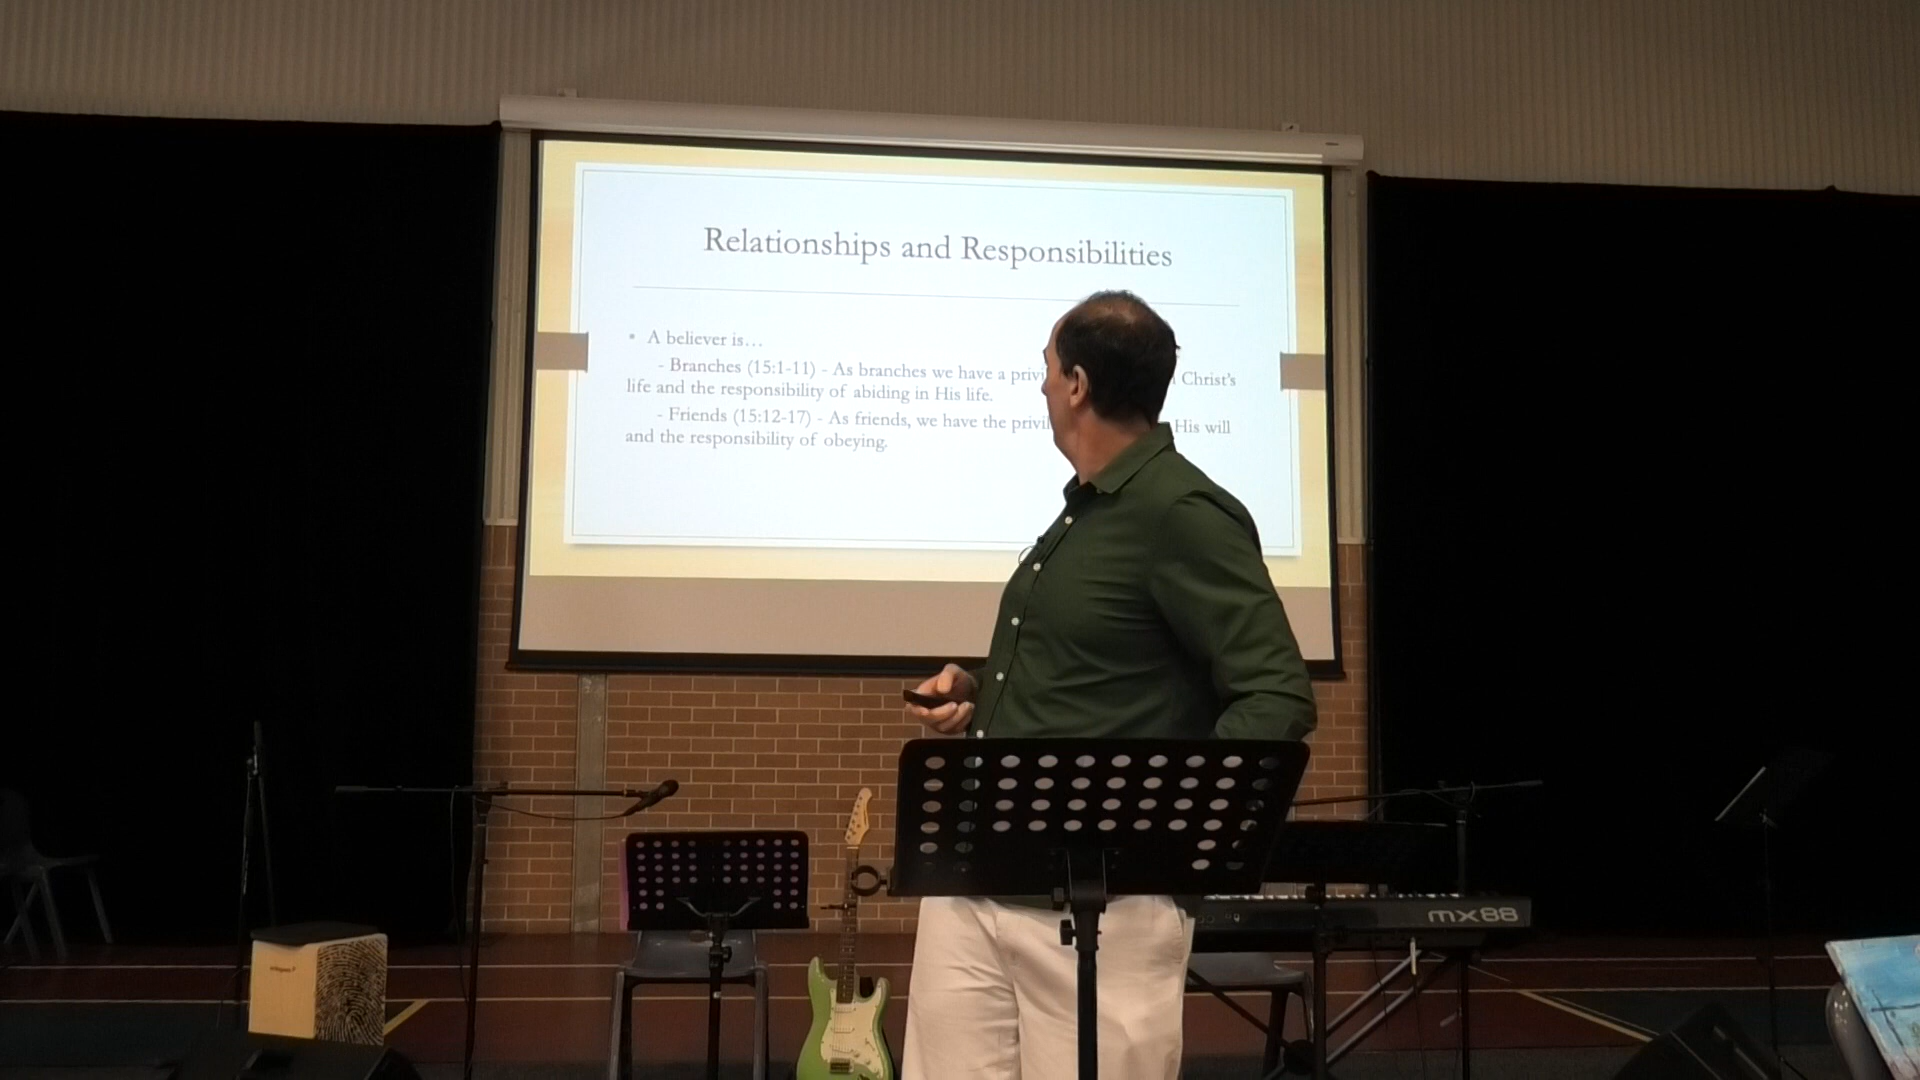 Relationships and Responsibilities
• A believer is…
- Branches (15:1-11) - As branches we have a privi Christ's
life and the responsibility of abiding in His life.
- Friends (15:12-17) - As friends, we have the privil His will
and the responsibility of obeying.
MX88